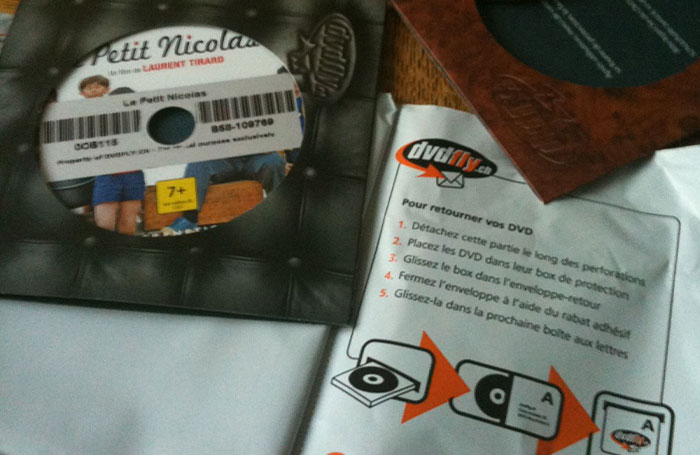 Petit Nicolas
Un film de LAURENT TIRARD
Le Petit Nicolas
858-109769
7+
dvdfly
dvdfly.ch
Pour retourner vos DVD
1. Détachez cette partie le long des perforations
2. Placez les DVD dans leur box de protection
3. Glissez le box dans l'enveloppe-retour
4. Fermez l'enveloppe à l'aide du rabat adhésif
5. Glissez-la dans la prochaine boîte aux lettres
A
A